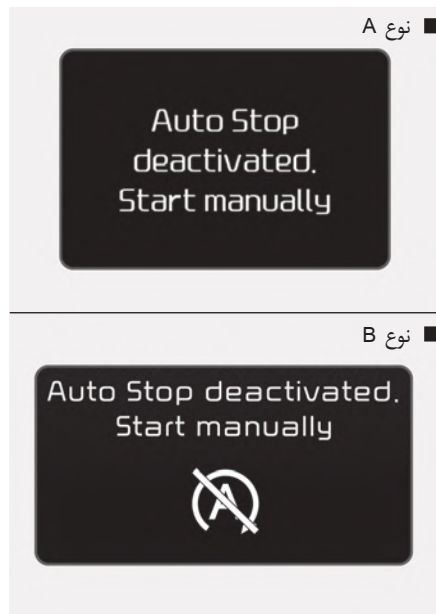 ■ نوع A
Auto Stop
deactivated.
Start manually
■ نوع B
Auto Stop deactivated.
Start manually
A